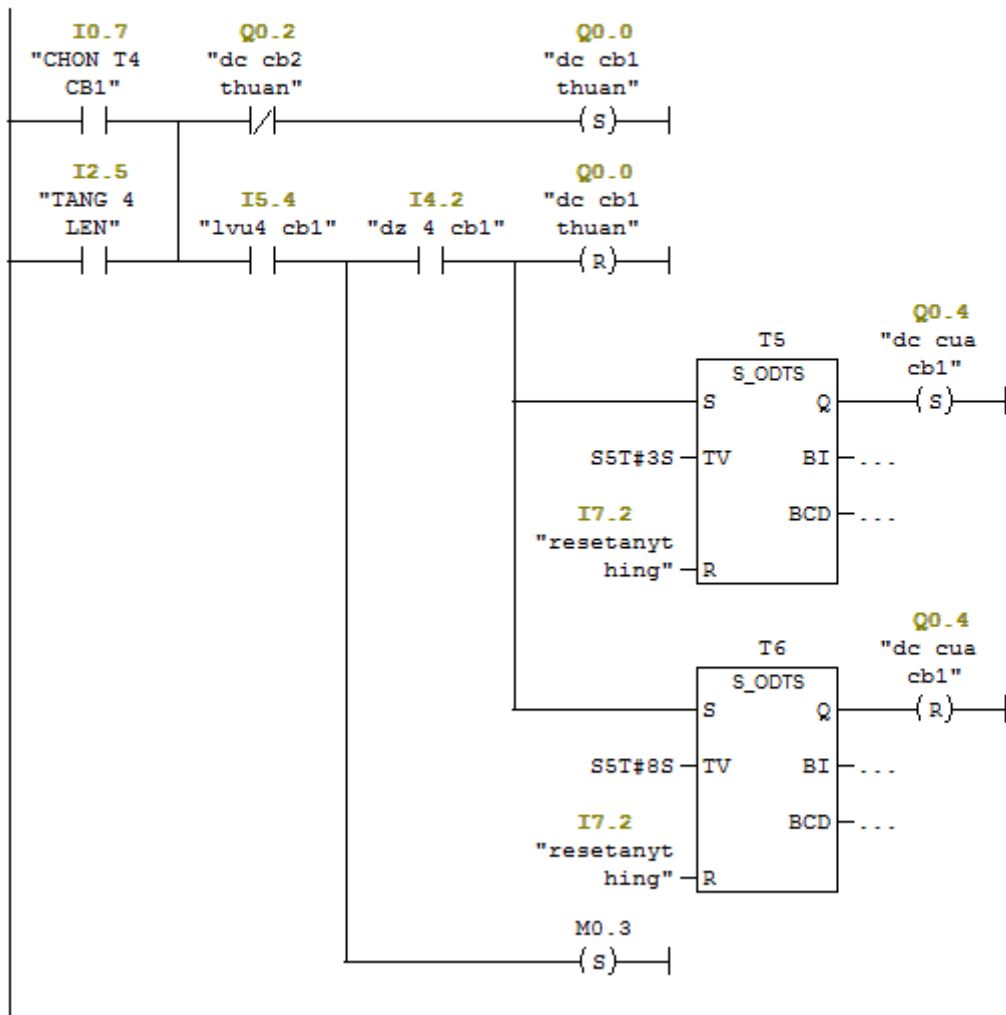 I0.7 Q0.2 Q0.0
"CHON T4 "dc cb2 "dc cb1
CB1" thuan" thuan"
( S )
I2.5 Q0.0
"TANG 4 I5.4 I4.2 "dc cb1
LEN" "lvu4 cb1" "dz 4 cb1" thuan"
( R )
Q0.4
T5 "dc cua
S_ODTS cb1"
S Q ( S )
S5T#3S TV BI ...
I7.2 BCD ...
"resetanyt
hing" R
Q0.4
T6 "dc cua
S_ODTS cb1"
S Q ( R )
S5T#8S TV BI ...
I7.2 BCD ...
"resetanyt
hing" R
M0.3
( S )